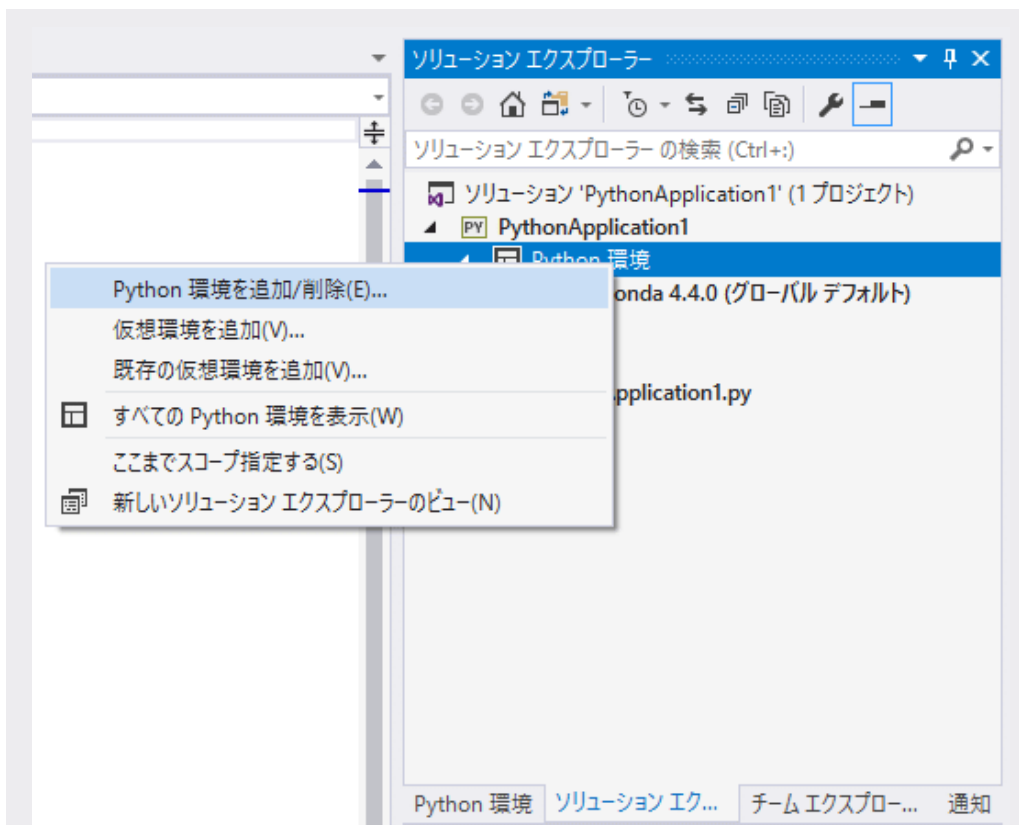 ソリューション エクスプローラー
ソリューション エクスプローラー の検索 (Ctrl+:)
ソリューション 'PythonApplication1' (1 プロジェクト)
PY PythonApplication1
Python 環境
onda 4.4.0 (グローバル デフォルト)
pplication1.py
Python 環境を追加/削除(E)...
仮想環境を追加(V)...
既存の仮想環境を追加(V)...
すべての Python 環境を表示(W)
ここまでスコープ指定する(S)
新しいソリューション エクスプローラーのビュー(N)
Python 環境 ソリューション エク... チーム エクスプロー... 通知